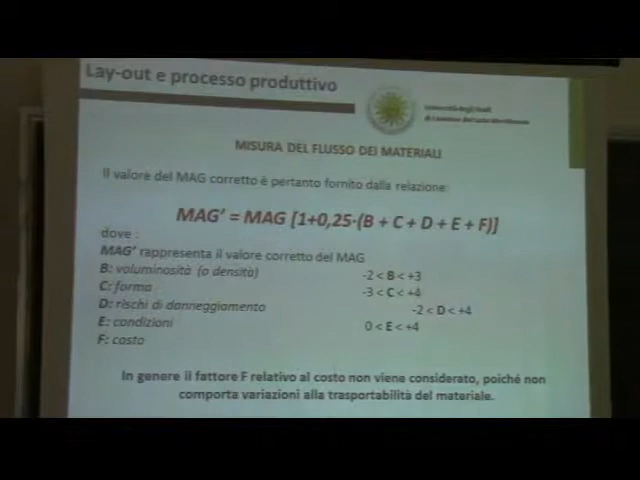 Lay-out e processo produttivo
Università degli Studi
di Cassino
MISURA DEL FLUSSO DEI MATERIALI
Il valore del MAG corretto è pertanto fornito dalla relazione:
MAG' = MAG [1+0,25·(B + C + D + E + F)]
dove :
MAG' rappresenta il valore corretto del MAG
B: voluminosità (o densità) -2 < B < +3
C: forma -3 < C < +4
D: rischi di danneggiamento -2 < D < +4
E: condizioni 0 < E < +4
F: costo
In genere il fattore F relativo al costo non viene considerato, poiché non
comporta variazioni alla trasportabilità del materiale.